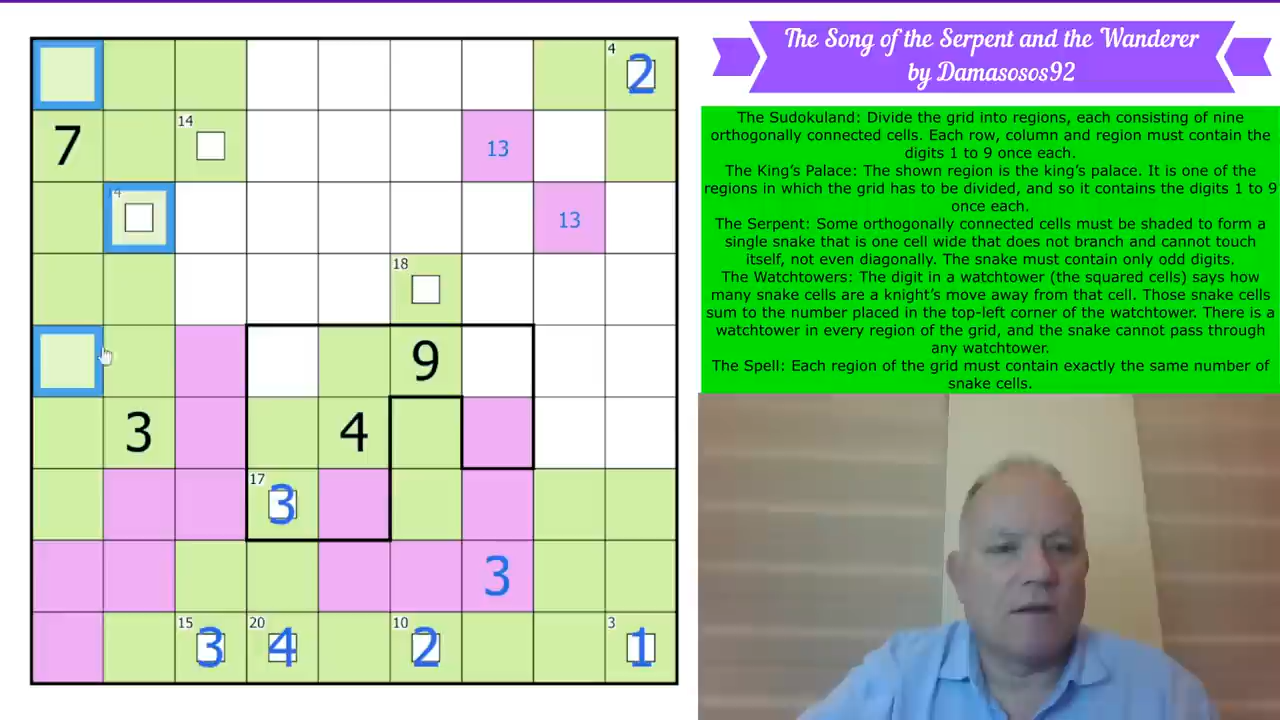 The Song of the Serpent and the Wanderer
by Damasosos92
The Sudokuland: Divide the grid into regions, each consisting of nine
orthogonally connected cells. Each row, column and region must contain the
digits 1 to 9 once each.
The King's Palace: The shown region is the king's palace. It is one of the
regions in which the grid has to be divided, and so it contains the digits 1 to 9
once each.
The Serpent: Some orthogonally connected cells must be shaded to form a
single snake that is one cell wide that does not branch and cannot touch
itself, not even diagonally. The snake must contain only odd digits.
The Watchtowers: The digit in a watchtower (the squared cells) says how
many snake cells are a knight's move away from that cell. Those snake cells
sum to the number placed in the top-left corner of the watchtower. There is a
watchtower in every region of the grid, and the snake cannot pass through
any watchtower.
The Spell: Each region of the grid must contain exactly the same number of
snake cells.
4 2
7 14 13
13
18
9
3 4
17 3
3
15 3 20 4 10 2 3 1